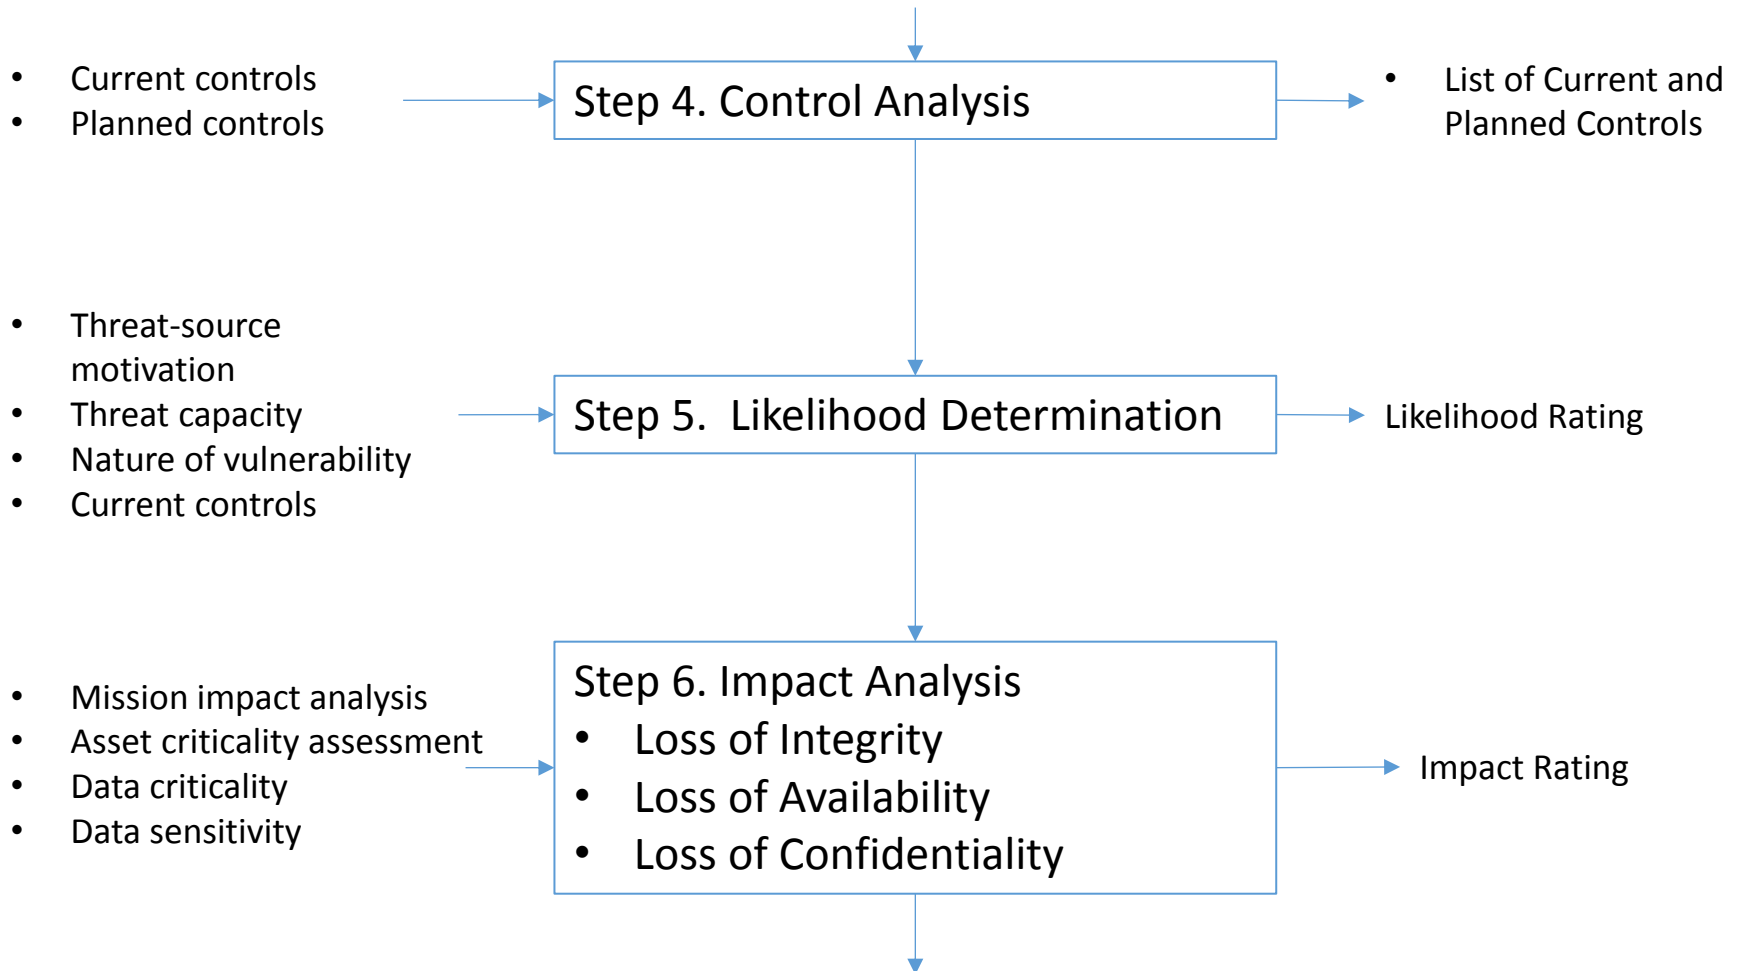 • Current controls
• Planned controls
Step 4. Control Analysis
• List of Current and
Planned Controls
• Threat-source
motivation
• Threat capacity
• Nature of vulnerability
• Current controls
Step 5.  Likelihood Determination
Likelihood Rating
• Mission impact analysis
• Asset criticality assessment
• Data criticality
• Data sensitivity
Step 6. Impact Analysis
• Loss of Integrity
• Loss of Availability
• Loss of Confidentiality
Impact Rating